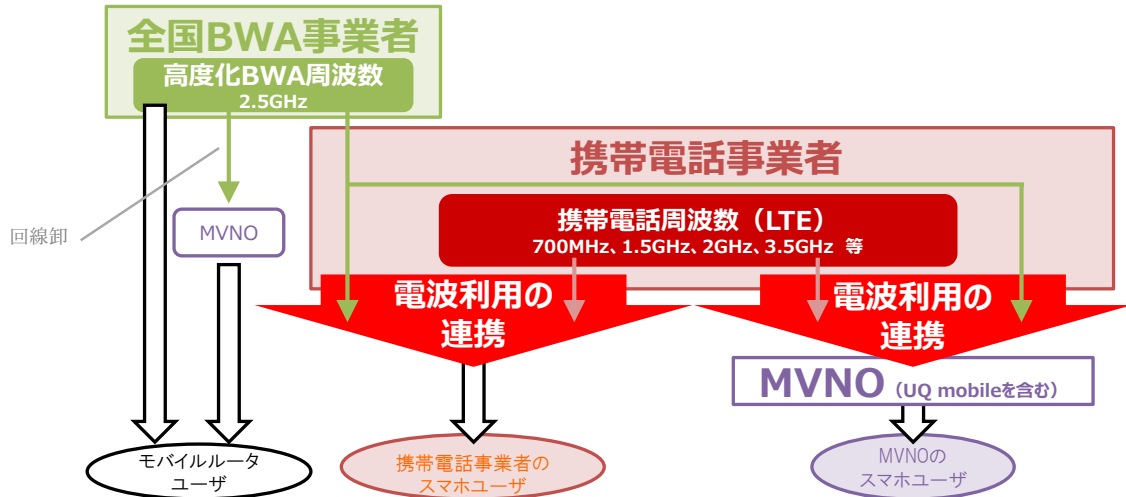 全国BWA事業者
高度化BWA周波数
2.5GHz
携帯電話事業者
携帯電話周波数（LTE）
700MHz、1.5GHz、2GHz、3.5GHz 等
回線卸
MVNO
電波利用の
連携
電波利用の
連携
MVNO（UQ mobileを含む）
モバイルルータ
ユーザ
携帯電話事業者の
スマホユーザ
MVNOの
スマホユーザ